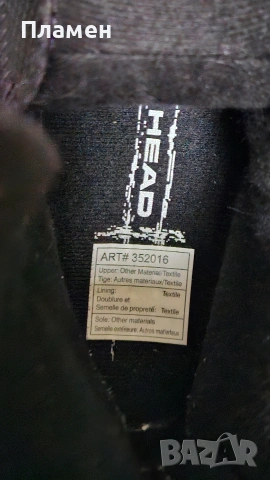 Пламен
HEAD
ART# 352016
Upper: Other Material/Textile
Tige: Autres materiaux/Textile
Lining: Textile
Doublure et
Semelle de propreté: Textile
Sole: Other materials
Semelle extérieure: Autres materiaux
BAZAR